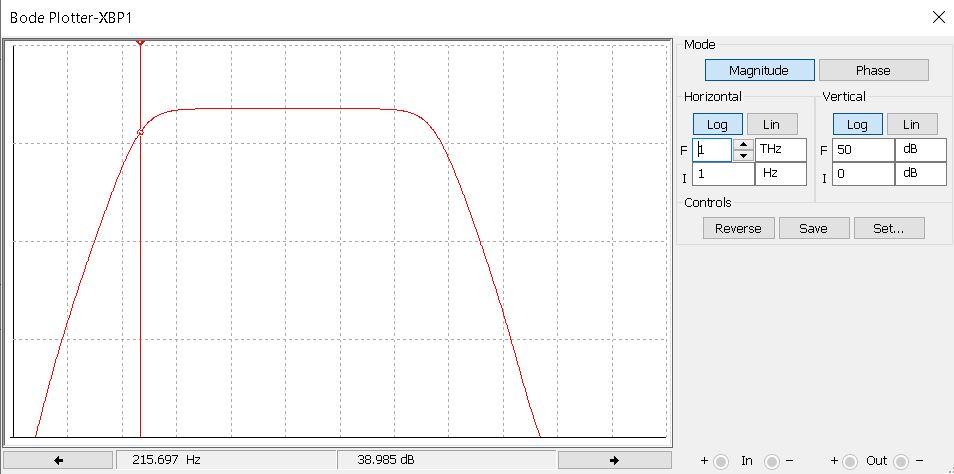 Bode Plotter-XBP1
Mode
Magnitude Phase
Horizontal Vertical
Log Lin Log Lin
F 1 THz F 50 dB
I 1 Hz I 0 dB
Controls
Reverse Save Set...
215.697 Hz 38.985 dB
+ In − + Out −